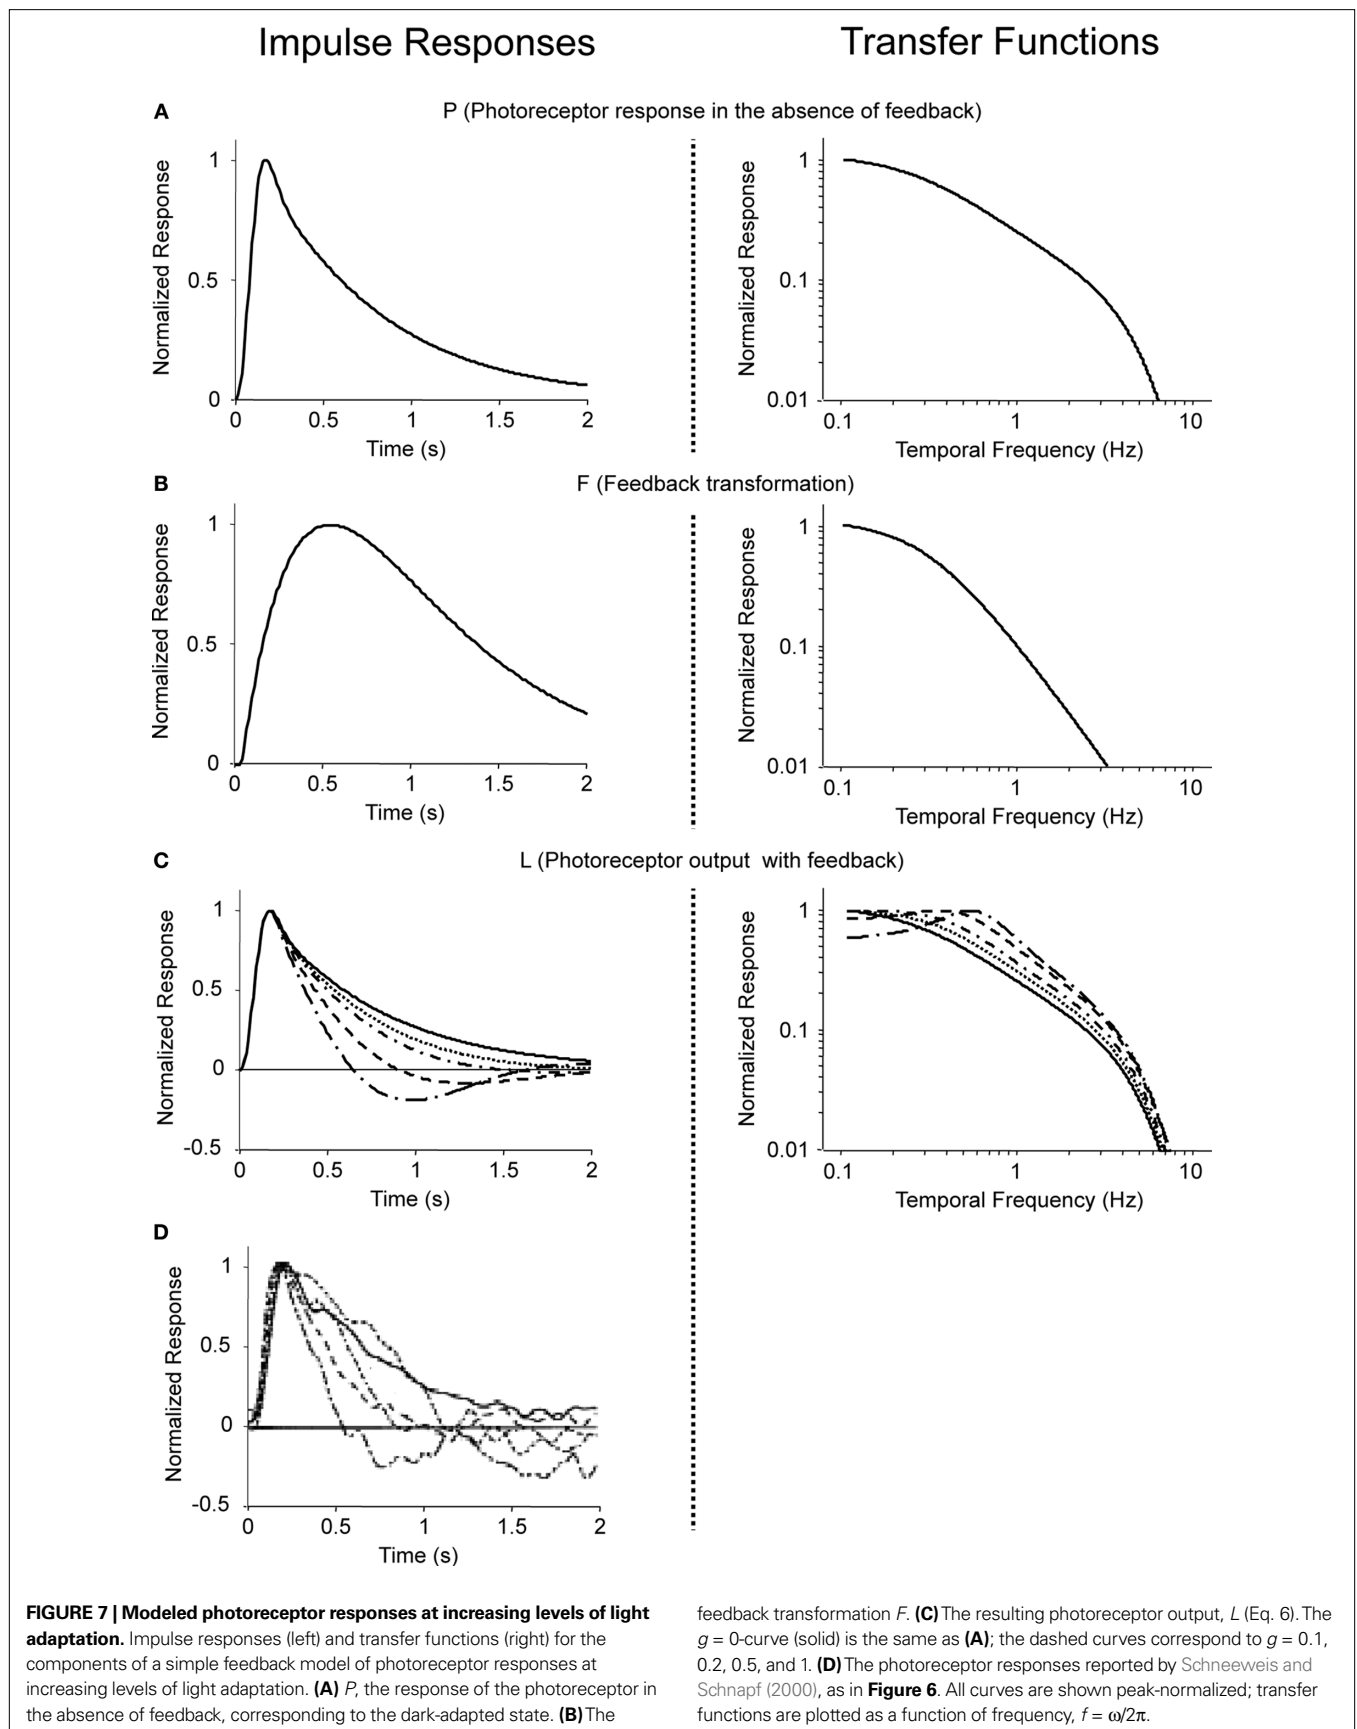 Impulse Responses
Transfer Functions
A
P (Photoreceptor response in the absence of feedback)
Normalized Response
1
0.5
0
0
0.5
1
1.5
2
Time (s)
Normalized Response
1
0.1
0.01
0.1
1
10
Temporal Frequency (Hz)
B
F (Feedback transformation)
Normalized Response
1
0.5
0
0
0.5
1
1.5
2
Time (s)
Normalized Response
1
0.1
0.01
0.1
1
10
Temporal Frequency (Hz)
C
L (Photoreceptor output with feedback)
Normalized Response
1
0.5
0
-0.5
0
0.5
1
1.5
2
Time (s)
Normalized Response
1
0.1
0.01
0.1
1
10
Temporal Frequency (Hz)
D
Normalized Response
1
0.5
0
-0.5
0
0.5
1
1.5
2
Time (s)
FIGURE 7 | Modeled photoreceptor responses at increasing levels of light
adaptation. Impulse responses (left) and transfer functions (right) for the
components of a simple feedback model of photoreceptor responses at
increasing levels of light adaptation. (A) P, the response of the photoreceptor in
the absence of feedback, corresponding to the dark-adapted state. (B) The
feedback transformation F. (C) The resulting photoreceptor output, L (Eq. 6). The
g = 0-curve (solid) is the same as (A); the dashed curves correspond to g = 0.1,
0.2, 0.5, and 1. (D) The photoreceptor responses reported by Schneeweis and
Schnapf (2000), as in Figure 6. All curves are shown peak-normalized; transfer
functions are plotted as a function of frequency, f = ω/2π.